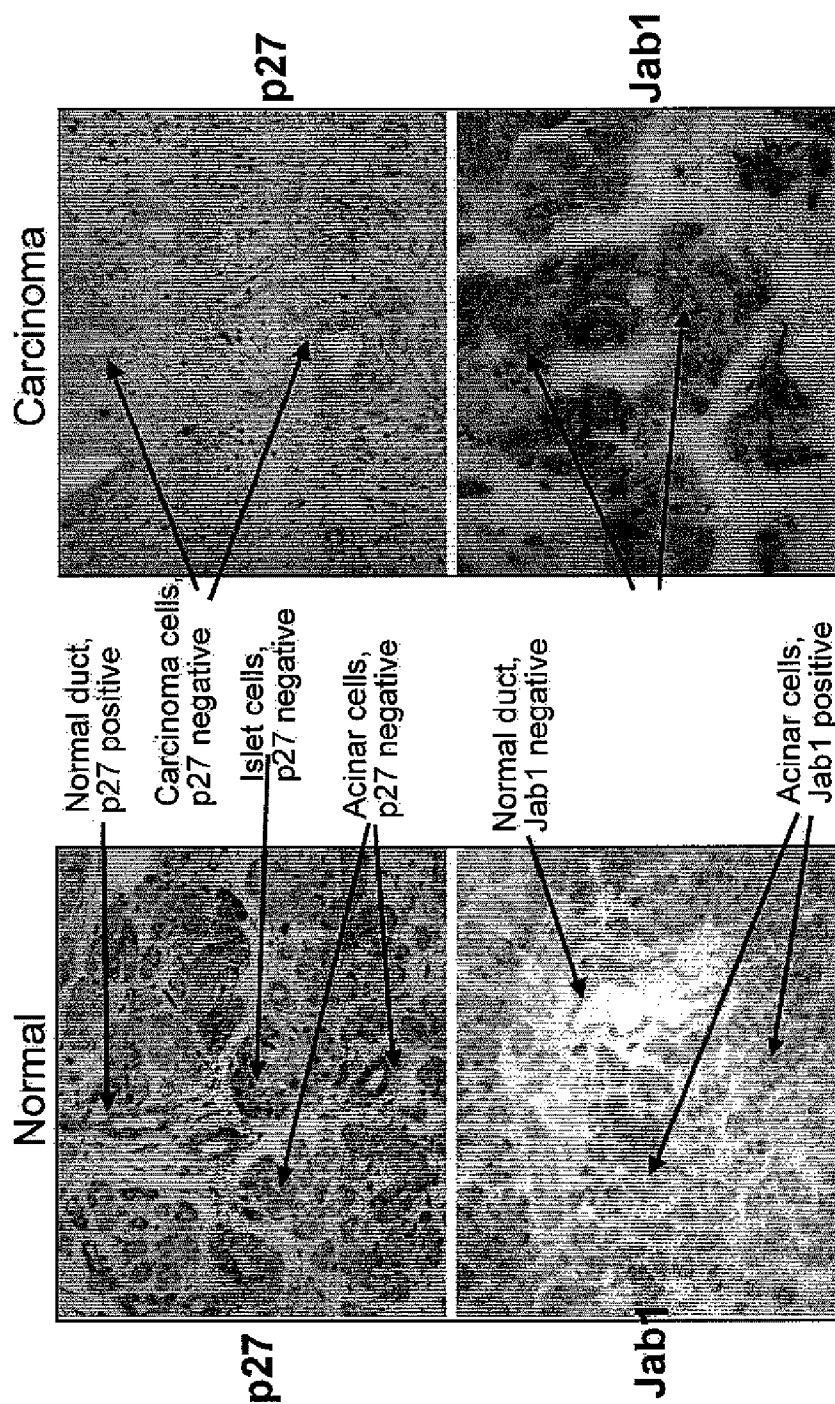 Normal
Carcinoma
p27
Normal duct,
p27 positive
Carcinoma cells,
p27 negative
Islet cells,
p27 negative
Acinar cells,
p27 negative
p27
Jab1
Normal duct,
Jab1 negative
Acinar cells,
Jab1 positive
Jab1